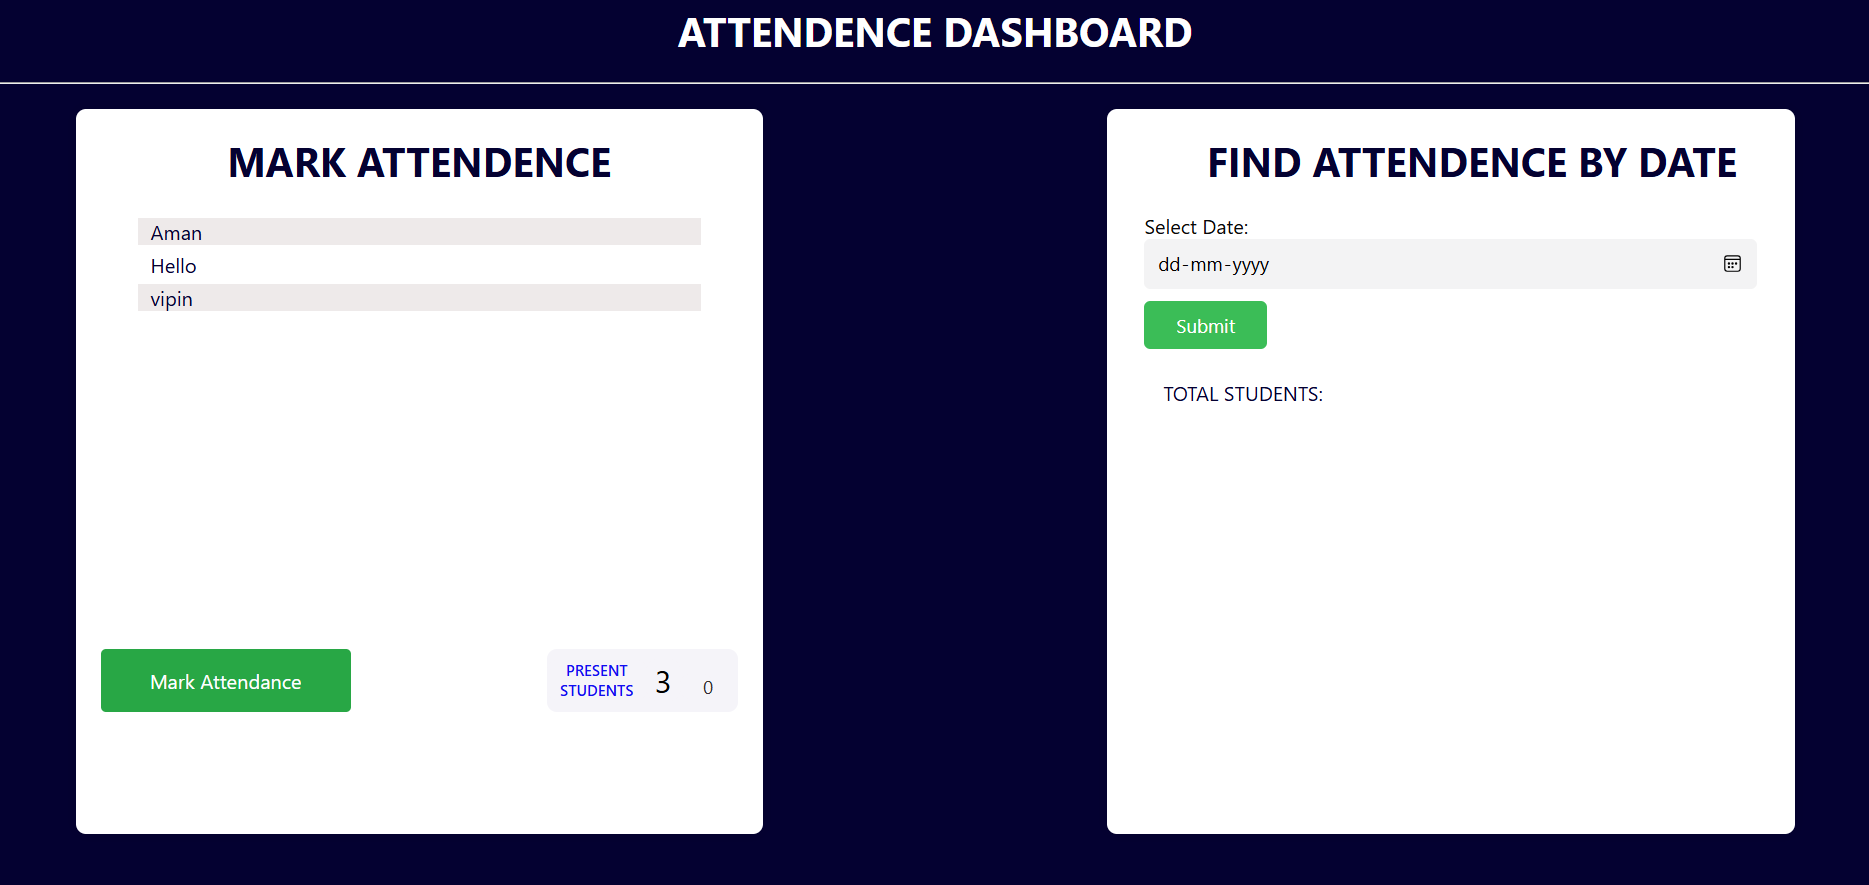 ATTENDENCE DASHBOARD
MARK ATTENDENCE
Aman
Hello
vipin
Mark Attendance
PRESENT
STUDENTS
3
0
FIND ATTENDENCE BY DATE
Select Date:
dd-mm-yyyy
Submit
TOTAL STUDENTS: